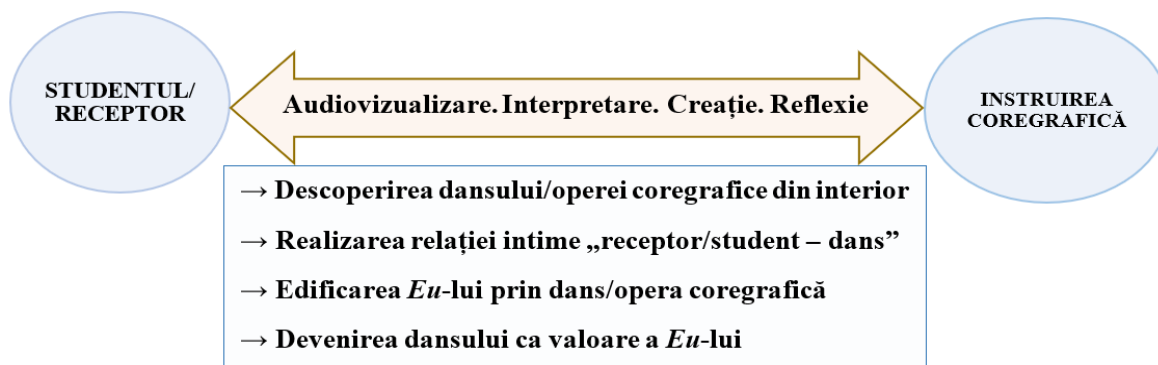 STUDENTUL/
RECEPTOR
Audiovizualizare. Interpretare. Creație. Reflexie
INSTRUIREA
COREGRAFICĂ
→ Descoperirea dansului/operei coregrafice din interior
→ Realizarea relației intime „receptor/student – dans”
→ Edificarea Eu-lui prin dans/opera coregrafică
→ Devenirea dansului ca valoare a Eu-lui